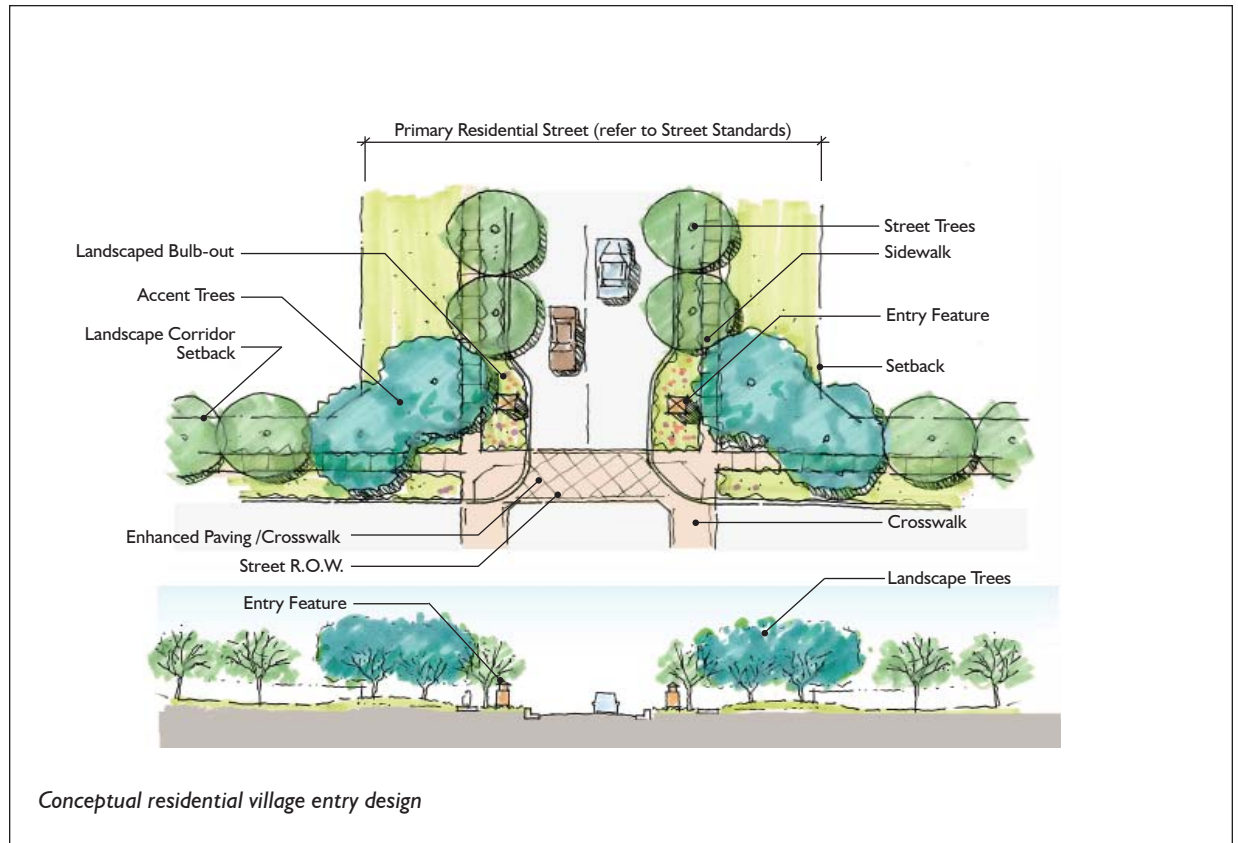 Primary Residential Street (refer to Street Standards)
Landscaped Bulb-out
Accent Trees
Landscape Corridor
Setback
Street Trees
Sidewalk
Entry Feature
Setback
Enhanced Paving /Crosswalk
Street R.O.W.
Crosswalk
Entry Feature
Landscape Trees
Conceptual residential village entry design